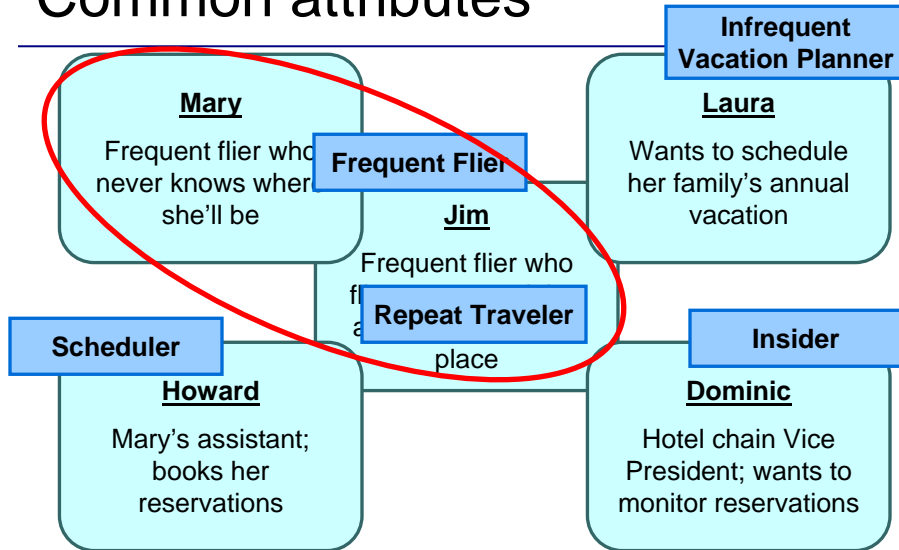 Common attributes
Infrequent
Vacation Planner
Mary
Frequent flier who
never knows where
she'll be
Frequent Flier
Laura
Wants to schedule
her family's annual
vacation
Jim
Frequent flier who
Repeat Traveler
place
Scheduler
Howard
Mary's assistant;
books her
reservations
Insider
Dominic
Hotel chain Vice
President; wants to
monitor reservations